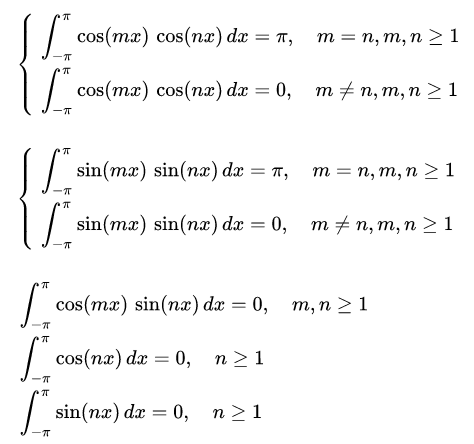 ∫_{-π}^{π} cos(mx) cos(nx) dx = π, m = n, m, n ≥ 1
∫_{-π}^{π} cos(mx) cos(nx) dx = 0, m ≠ n, m, n ≥ 1
∫_{-π}^{π} sin(mx) sin(nx) dx = π, m = n, m, n ≥ 1
∫_{-π}^{π} sin(mx) sin(nx) dx = 0, m ≠ n, m, n ≥ 1
∫_{-π}^{π} cos(mx) sin(nx) dx = 0, m, n ≥ 1
∫_{-π}^{π} cos(nx) dx = 0, n ≥ 1
∫_{-π}^{π} sin(nx) dx = 0, n ≥ 1